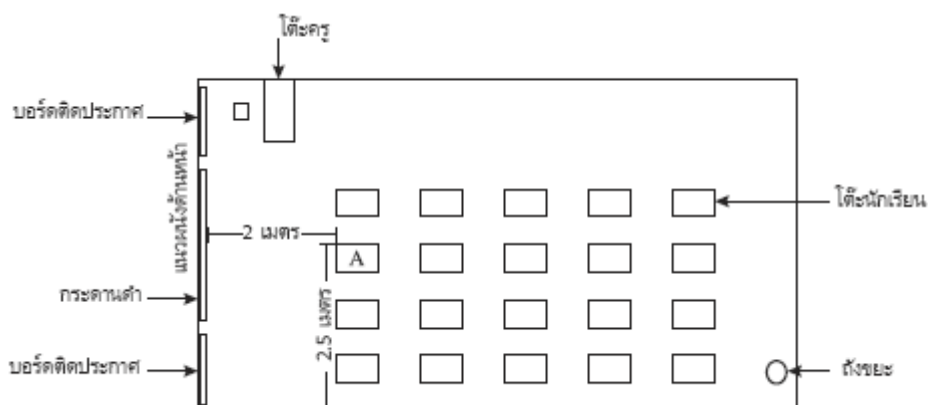 โต๊ะครู
บอร์ดติดประกาศ
แนวผนังด้านหน้า
โต๊ะนักเรียน
2 เมตร
A
กระดานดำ
2.5 เมตร
บอร์ดติดประกาศ
ถังขยะ